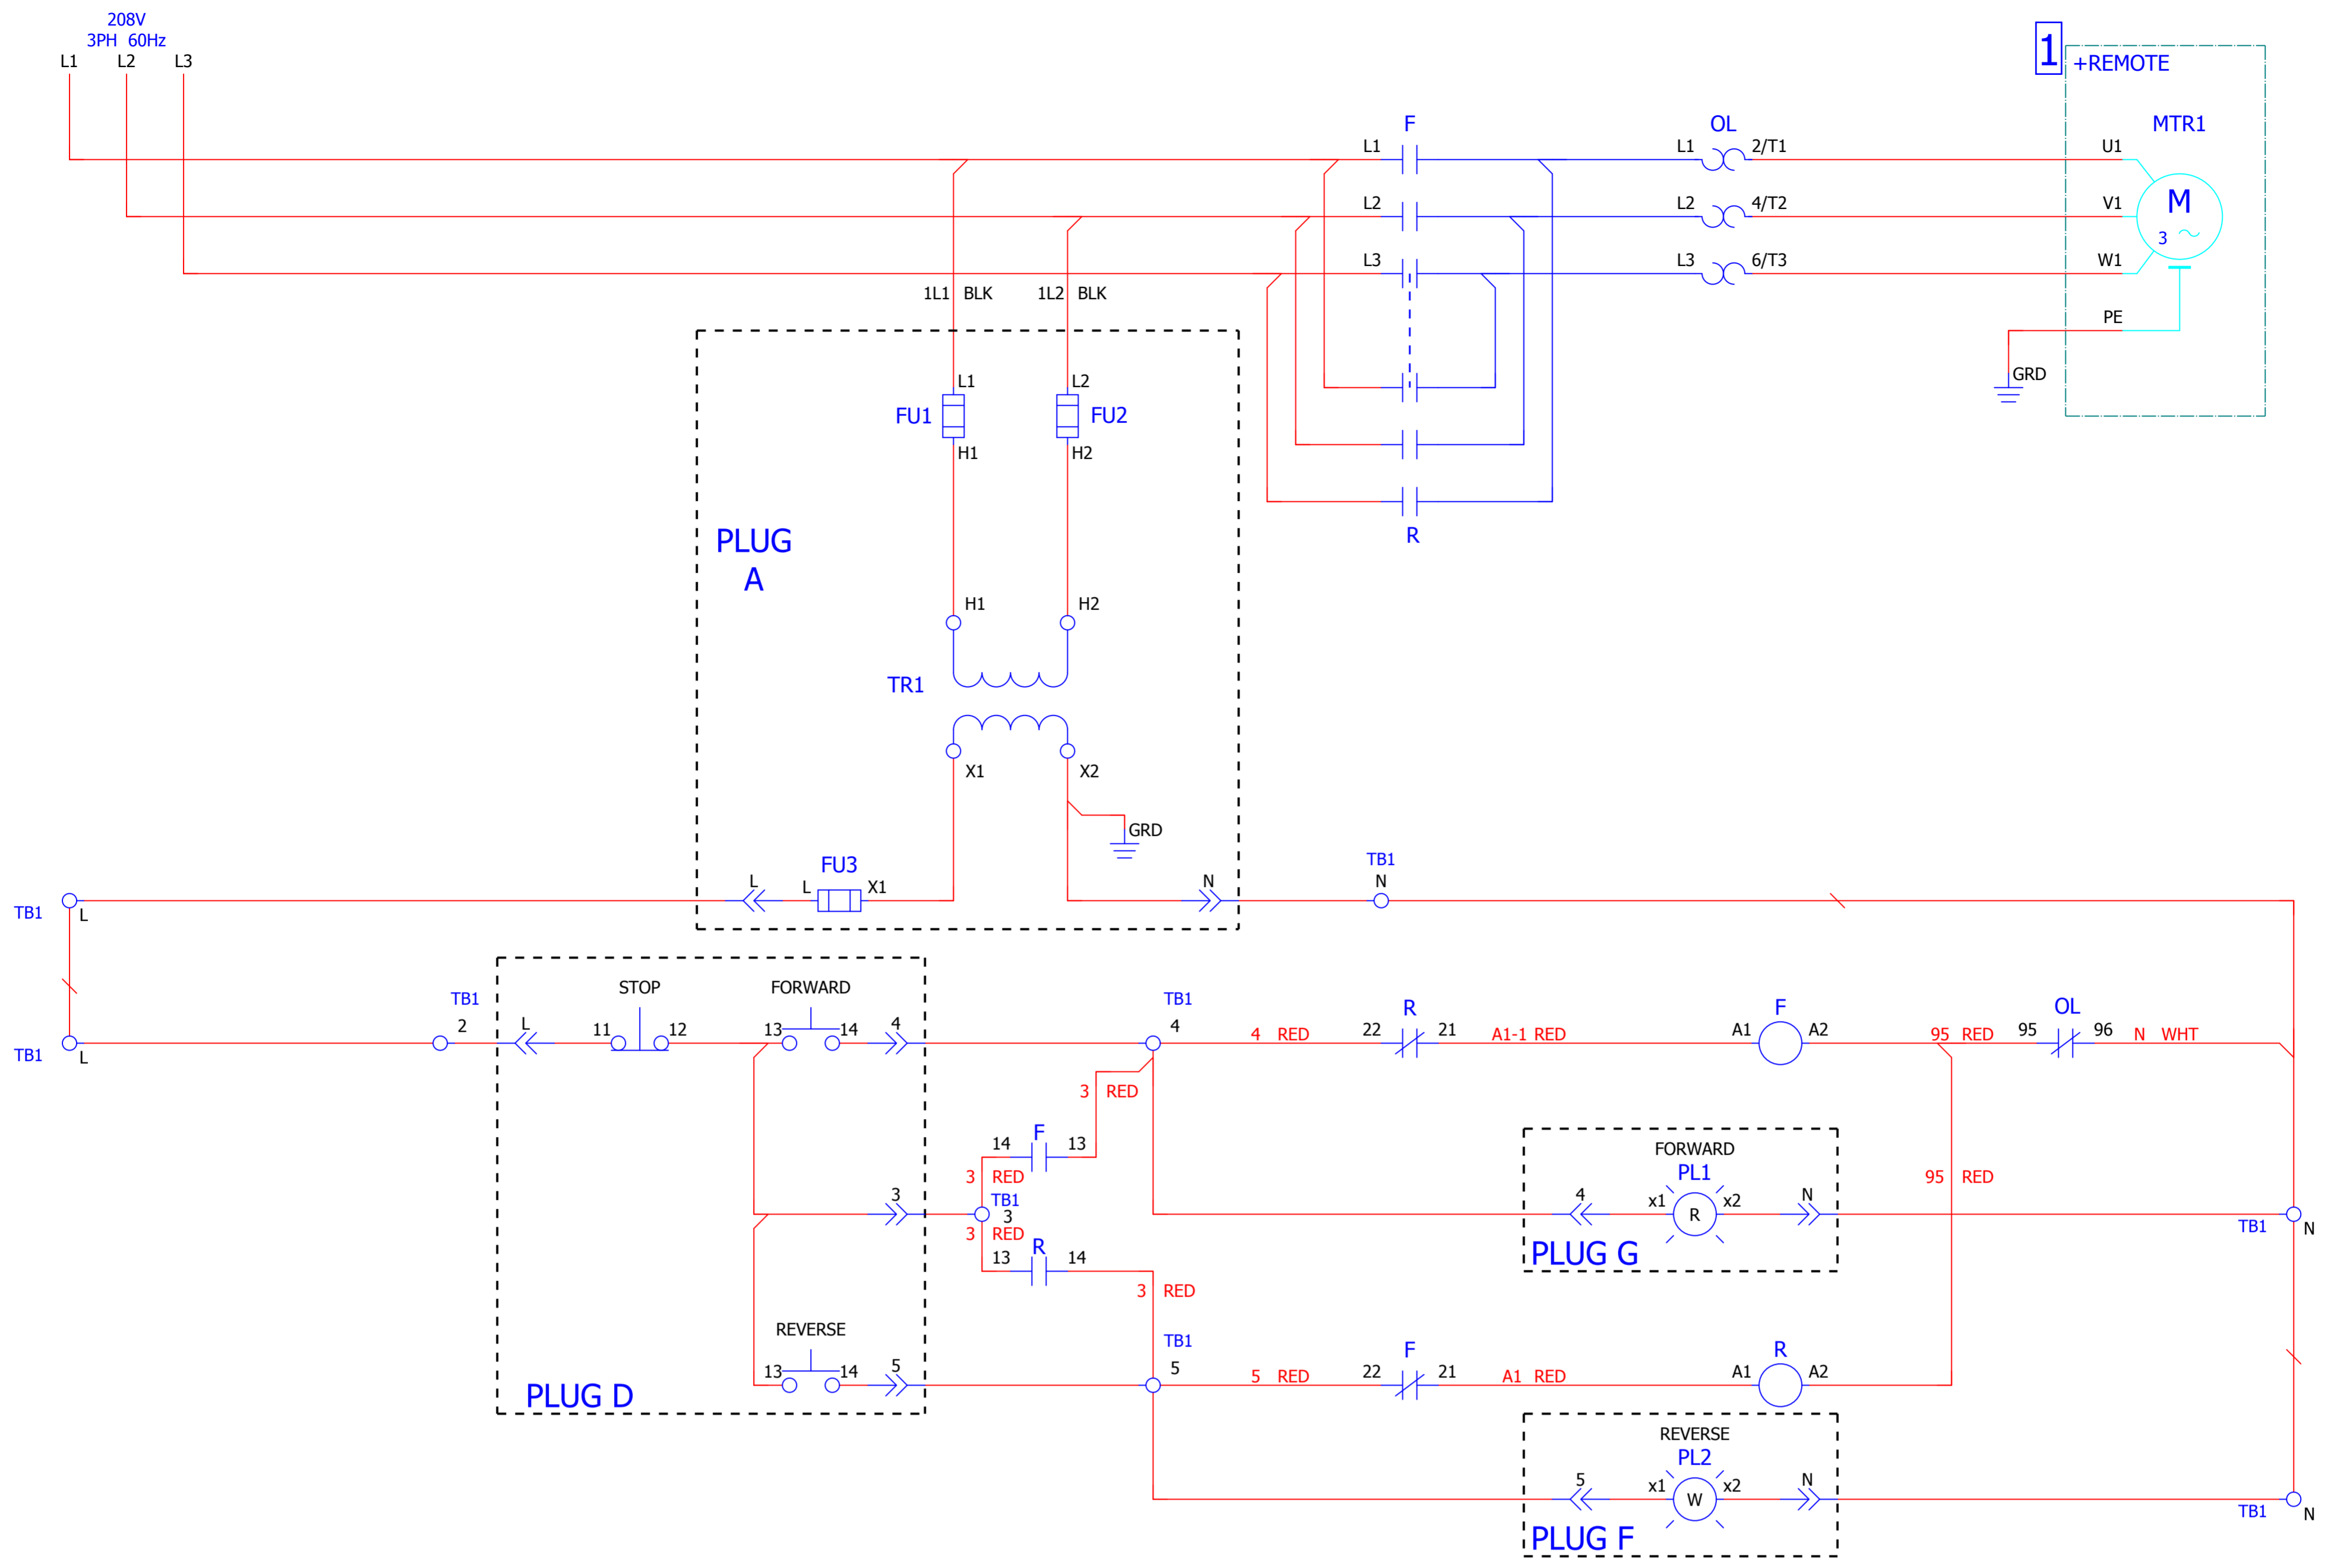 208V
3PH 60Hz
L1 L2 L3
1 +REMOTE
F OL MTR1
L1 L1 2/T1 U1
L2 L2 4/T2 V1 M
3
L3 L3 6/T3 W1
1L1 BLK 1L2 BLK
PE
GRD
L1 L2
FU1 FU2
H1 H2
R
PLUG
A
H1 H2
TR1
X1 X2
GRD
FU3
L L X1 N
TB1
N
TB1 L
STOP FORWARD
TB1
2
L 11 12 13 14 4
TB1
4
4 RED
R
22 21
A1-1 RED
F
A1 A2
95 RED
OL
95 96
N WHT
TB1 L
3 RED
F
14 13
3 RED
TB1
3
3
3 RED
R
13 14
3 RED
FORWARD
PL1
4 x1 R x2 N
PLUG G
95 RED
TB1 N
REVERSE
13 14 5
PLUG D
TB1
5
5 RED
F
22 21
A1 RED
R
A1 A2
REVERSE
PL2
5 x1 W x2 N
PLUG F
TB1 N